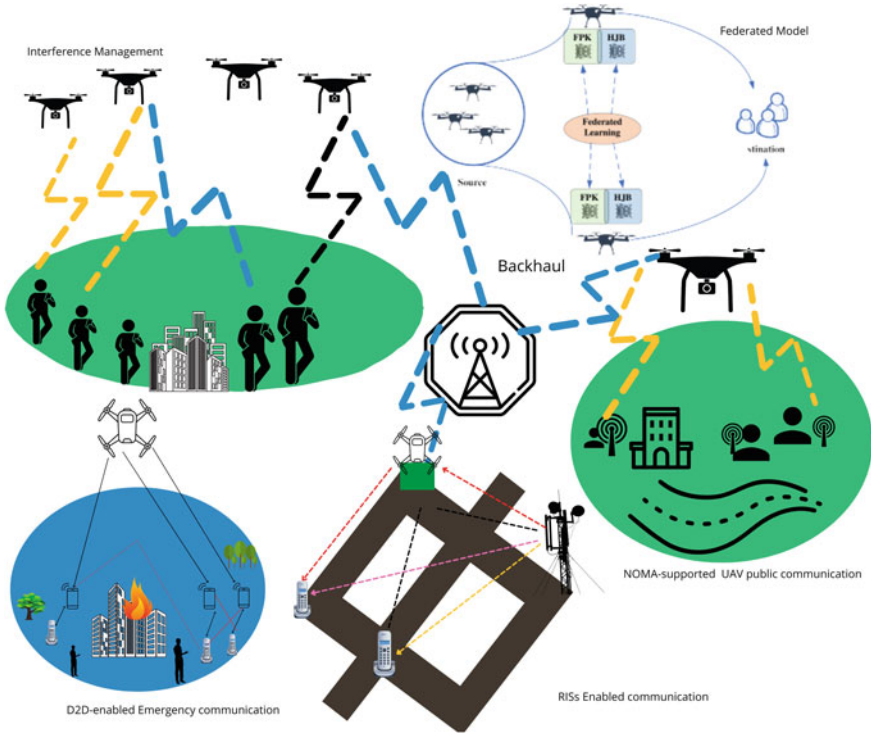 Interference Management
Federated Model
FPK HJB
Federated
Learning
stination
Source
FPK HJB
Backhaul
NOMA-supported UAV public communication
RISs Enabled communication
D2D-enabled Emergency communication